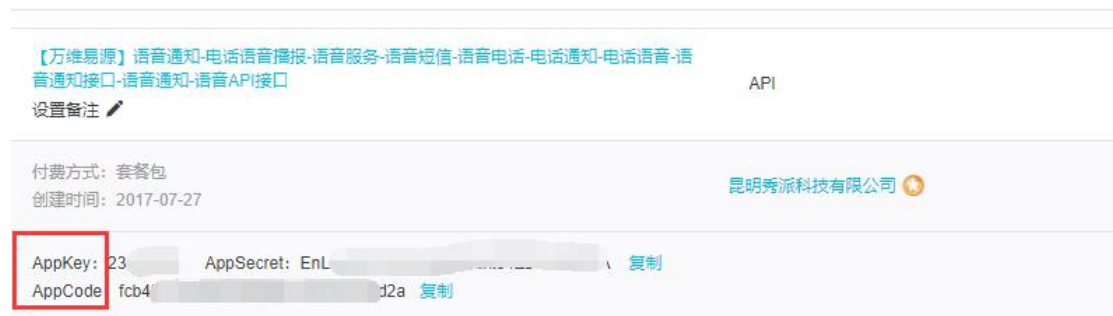 【万维易源】语音通知-电话语音播报-语音服务-语音短信-语音电话-电话通知-电话语音-语
音通知接口-语音通知-语音API接口
API
设置备注
付费方式：套餐包
创建时间：2017-07-27
昆明秀派科技有限公司
AppKey：23 AppSecret：EnL 复制
AppCode fcb4 d2a 复制